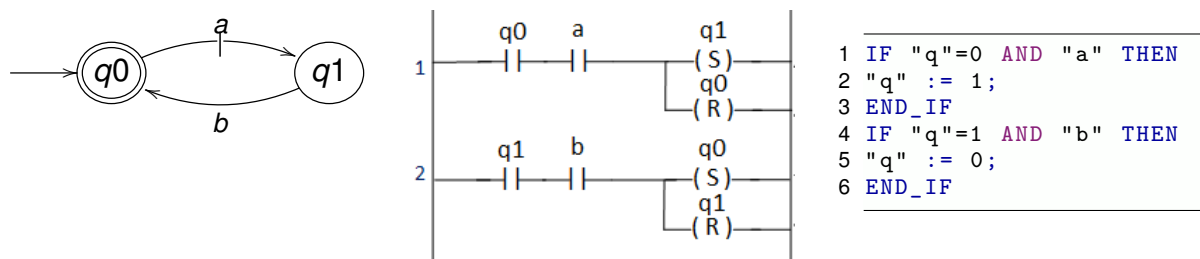 a
q0
q1
b
q0 a q1
1 ( S )
q0
( R )
q1 b q0
2 ( S )
q1
( R )
1 IF "q"=0 AND "a" THEN
2 "q" := 1;
3 END_IF
4 IF "q"=1 AND "b" THEN
5 "q" := 0;
6 END_IF